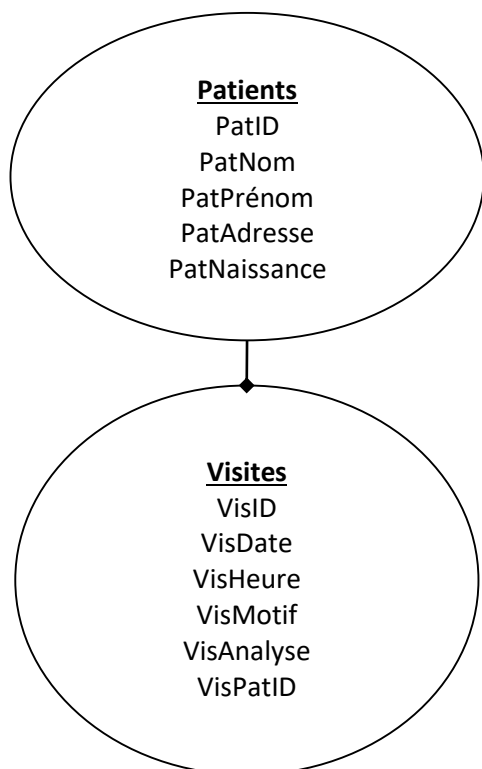 Patients
PatID
PatNom
PatPrénom
PatAdresse
PatNaissance
Visites
VisID
VisDate
VisHeure
VisMotif
VisAnalyse
VisPatID